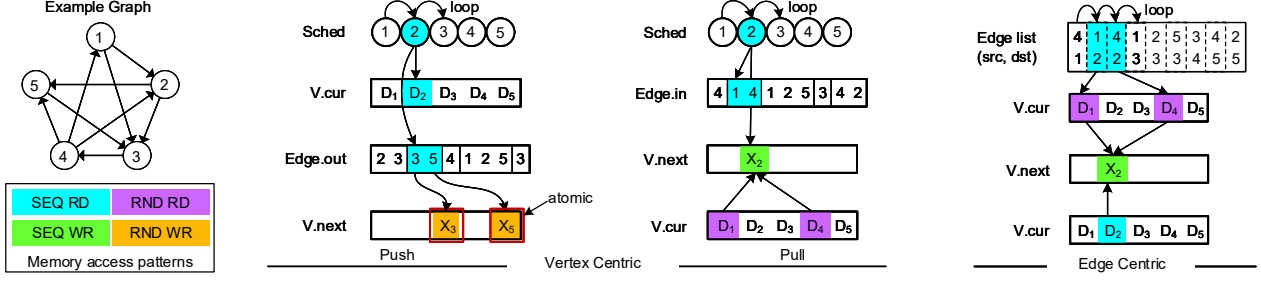 Example Graph
1
5
2
4
3
SEQ RD RND RD
SEQ WR RND WR
Memory access patterns
loop
Sched 1 2 3 4 5
V.cur D1 D2 D3 D4 D5
Edge.out 2 3 3 5 4 1 2 5 3
atomic
V.next X3 X5
Push
loop
Sched 1 2 3 4 5
Edge.in 4 1 4 1 2 5 3 4 2
V.next X2
V.cur D1 D2 D3 D4 D5
Pull
Vertex Centric
loop
Edge list 4 1 4 1 2 5 3 4 2
(src, dst) 1 2 2 3 3 3 4 5 5
V.cur D1 D2 D3 D4 D5
V.next X2
V.cur D1 D2 D3 D4 D5
Edge Centric